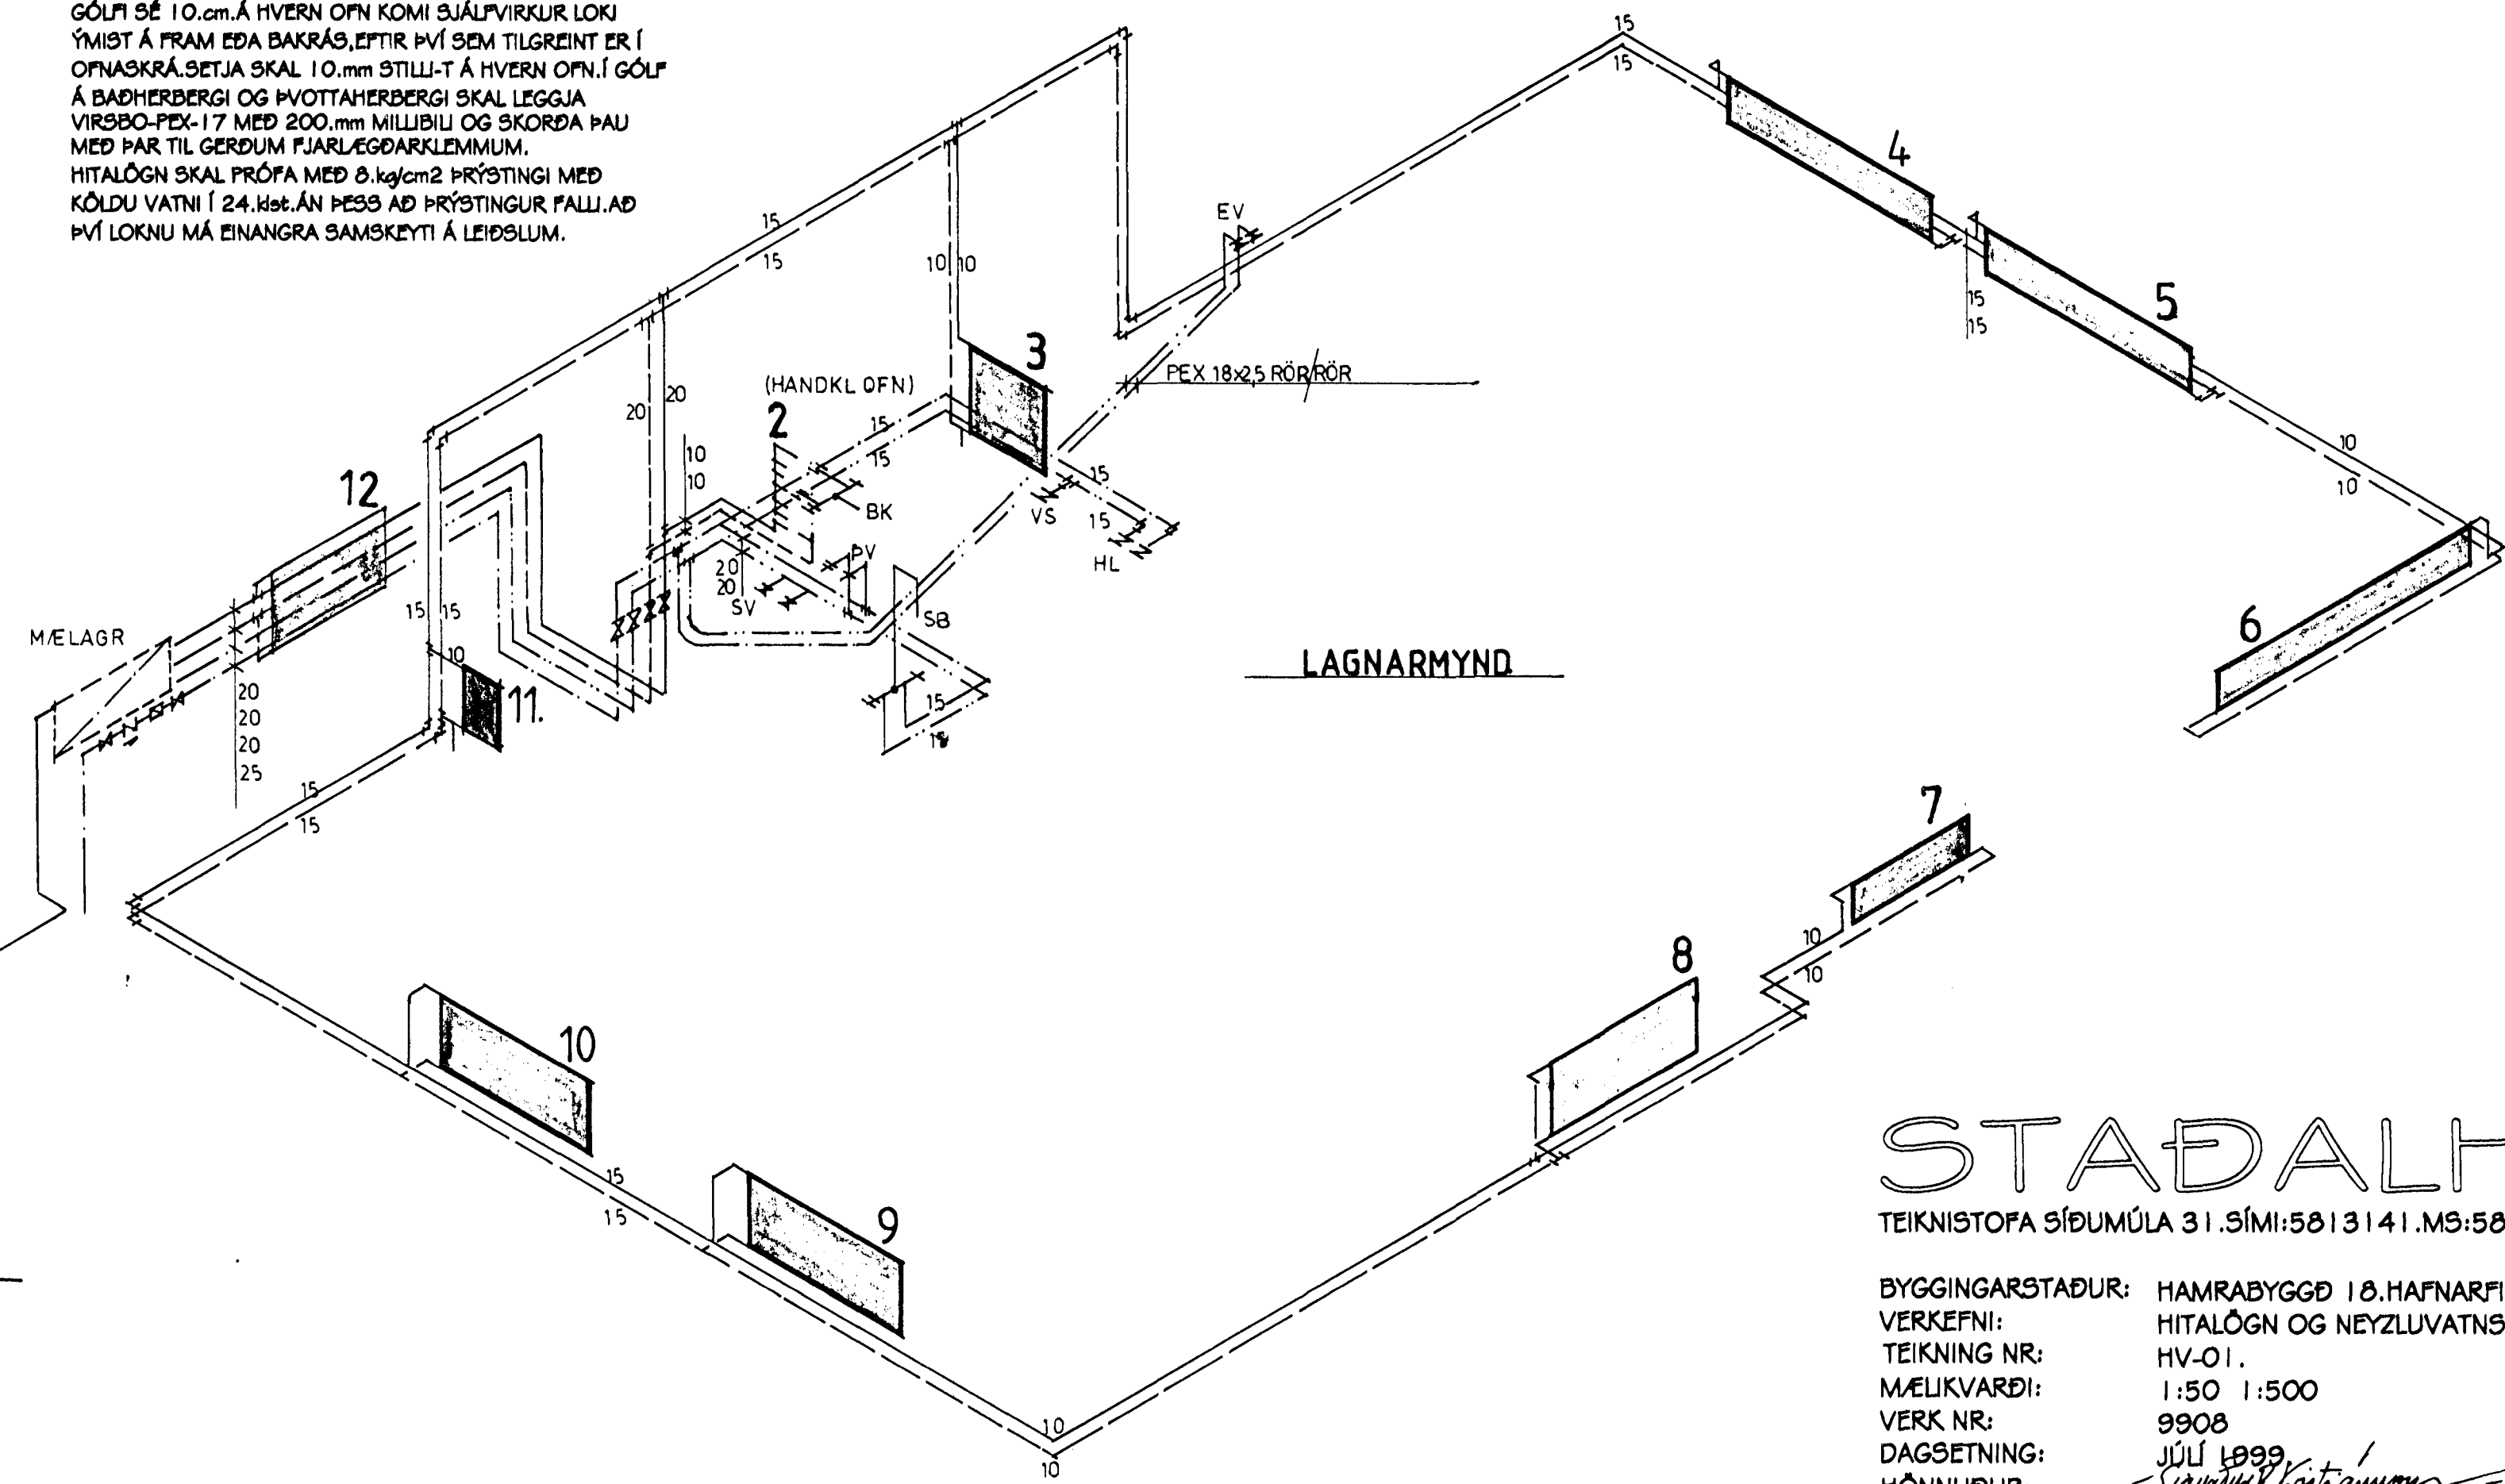 GÓLFI SÉ 10.cm.Á HVERN OFN KOMI SJÁLFVIRKUR LOKI
ÝMIST Á FRAM EÐA BAKRÁS,EFTIR ÞVÍ SEM TILGREINT ER Í
OFNASKRÁ.SETJA SKAL 10.mm STILLI-T Á HVERN OFN.Í GÓLF
Á BAÐHERBERGI OG ÞVOTTAHERBERGI SKAL LEGGJA
VIRSBO-PEX-17 MEÐ 200.mm MILLIBILI OG SKORÐA ÞAU
MEÐ ÞAR TIL GERÐUM FJARLÆGÐARKLEMMUM.
HITALÖGN SKAL PRÓFA MEÐ 8.kg/cm2 ÞRÝSTINGI MEÐ
KÖLDU VATNI Í 24.klst.ÁN ÞESS AÐ ÞRÝSTINGUR FALLI.AÐ
ÞVÍ LOKNU MÁ EINANGRA SAMSKEYTI Á LEIÐSLUM.
15
15
4
EV
15
15
10 10
5
15
15
3
(HANDKL OFN)
PEX 18x2,5 RÖR/RÖR
20
20
2
15
15
10
10
10
10
12
BK
15
VS
15
HL
ÞV
20
20
SV
SB
15 15
MÆLAGR
10
11.
6
LAGNARMYND
20
20
20
25
15
15
15
7
10
10
8
10
15
15
9
10
10
STAÐALH
TEIKNISTOFA SÍÐUMÚLA 31.SÍMI:5813141.MS:58
BYGGINGARSTAÐUR: HAMRABYGGÐ 18.HAFNARFI
VERKEFNI: HITALÖGN OG NEYZLUVATNS
TEIKNING NR: HV-01.
MÆLIKVARÐI: 1:50 1:500
VERK NR: 9908
DAGSETNING: JÚLÍ 1999.